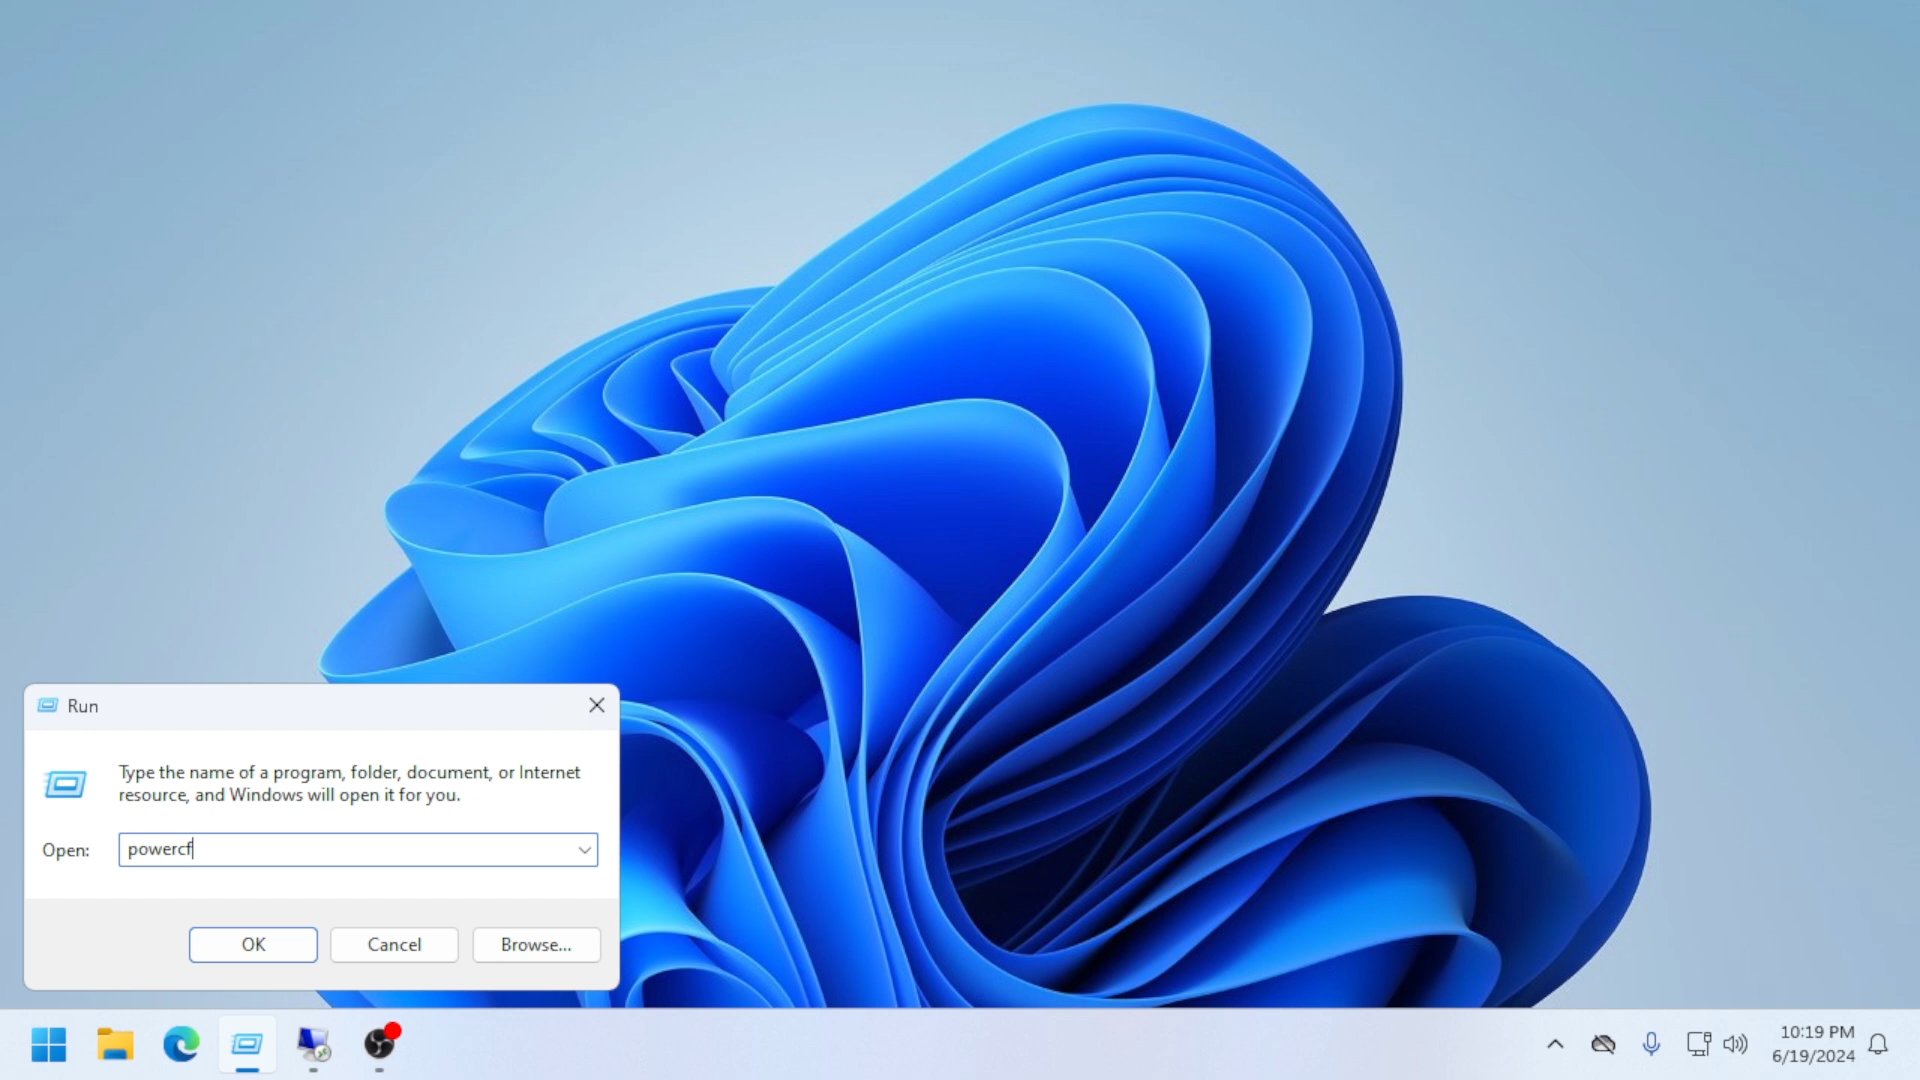 Run
Type the name of a program, folder, document, or Internet
resource, and Windows will open it for you.
Open:
powercf
OK
Cancel
Browse...
10:19 PM
6/19/2024